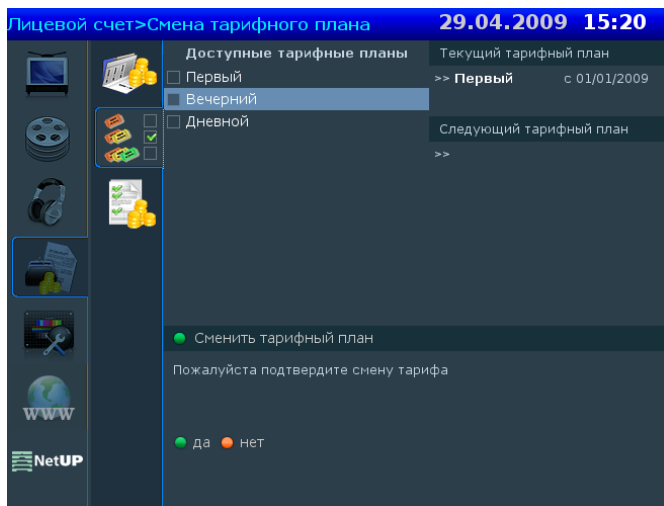 Лицевой счет>Смена тарифного плана
29.04.2009 15:20
Доступные тарифные планы
Первый
Вечерний
Дневной
Текущий тарифный план
>> Первый с 01/01/2009
Следующий тарифный план
>>
Сменить тарифный план
Пожалуйста подтвердите смену тарифа
да нет
WWW
NetUP